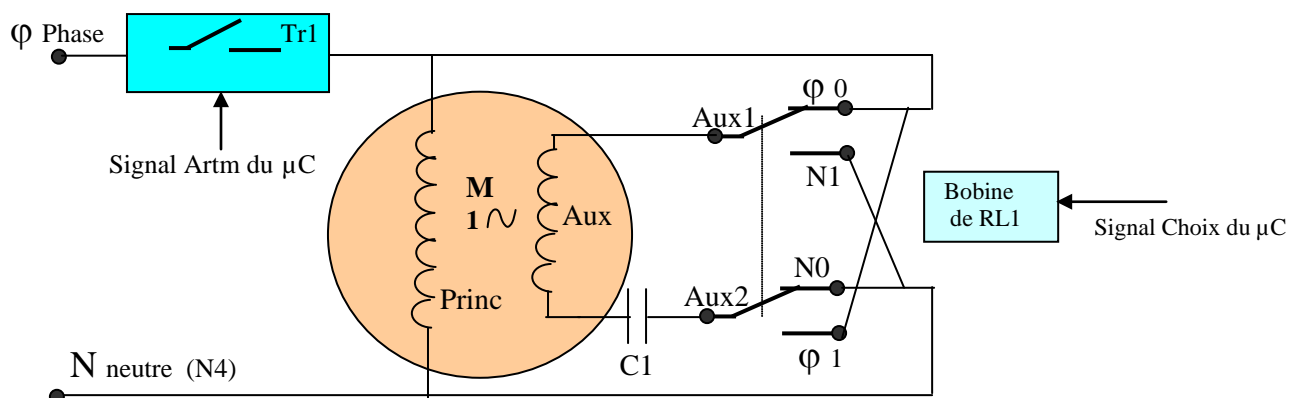 φ Phase
Tr1
Signal Artm du µC
φ 0
Aux1
N1
M
1
Aux
Princ
Bobine
de RL1
Signal Choix du µC
N0
Aux2
C1
φ 1
N neutre (N4)